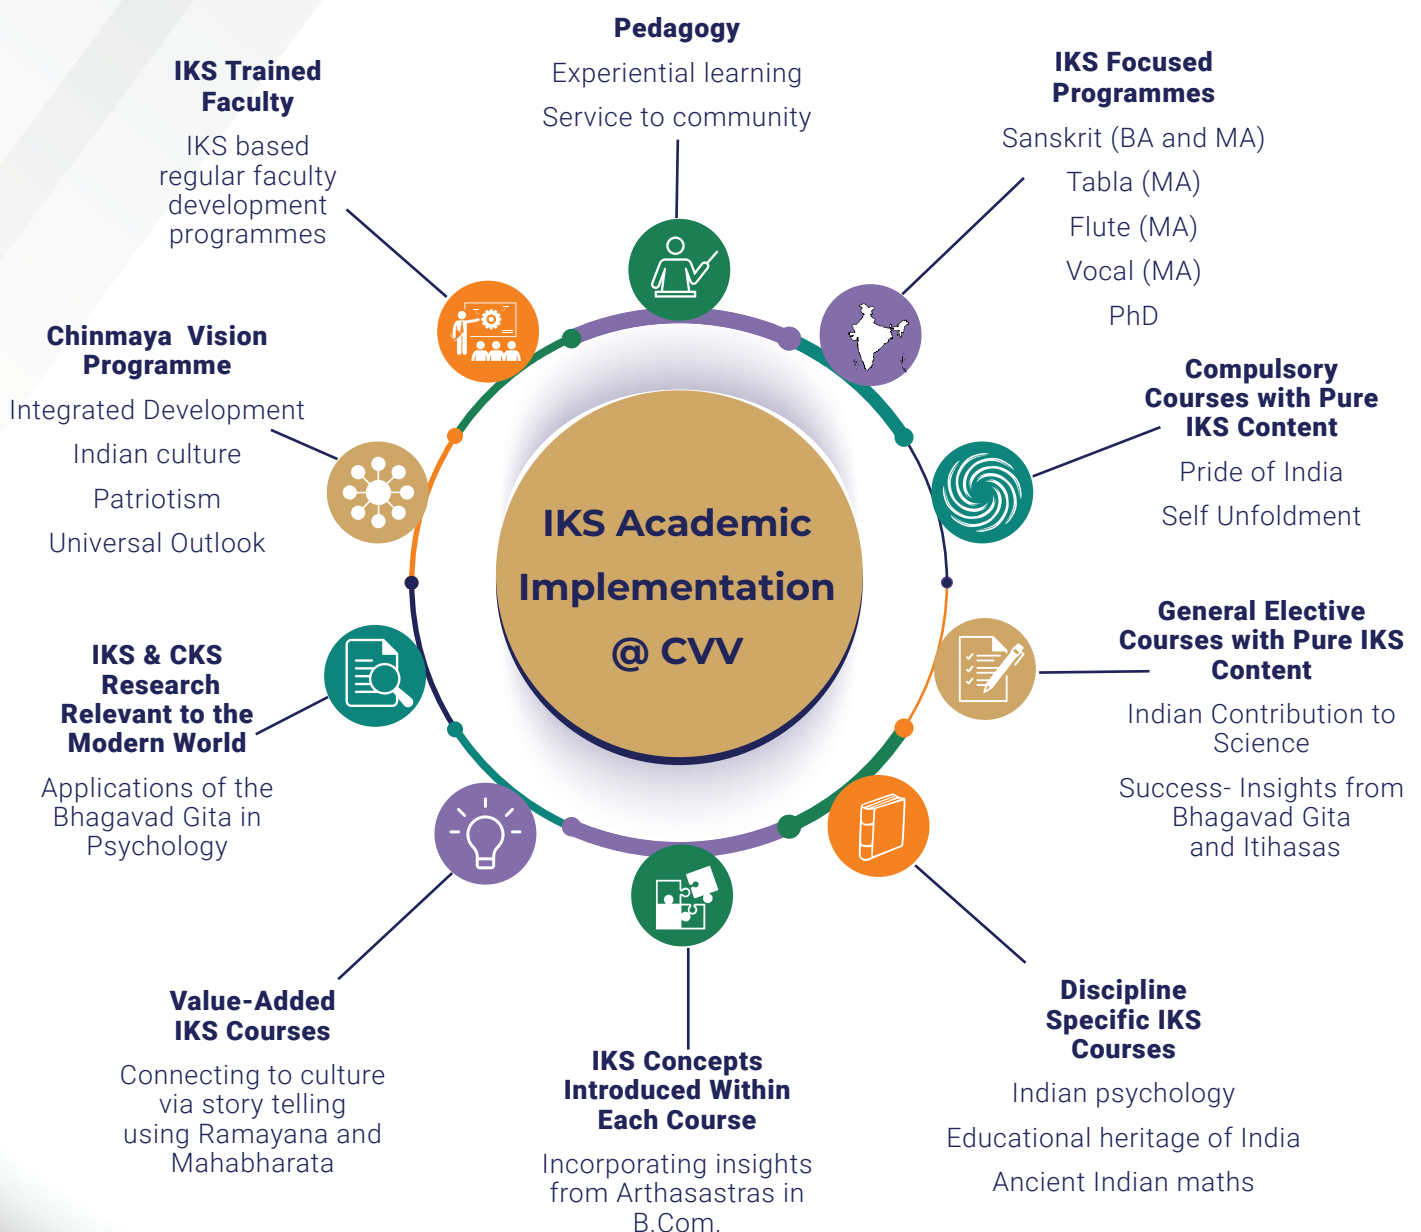 Pedagogy
Experiential learning
Service to community
IKS Focused
Programmes
Sanskrit (BA and MA)
Tabla (MA)
Flute (MA)
Vocal (MA)
PhD
Compulsory
Courses with Pure
IKS Content
Pride of India
Self Unfoldment
General Elective
Courses with Pure IKS
Content
Indian Contribution to
Science
Success- Insights from
Bhagavad Gita
and Itihasas
Discipline
Specific IKS
Courses
Indian psychology
Educational heritage of India
Ancient Indian maths
IKS Concepts
Introduced Within
Each Course
Incorporating insights
from Arthasastras in
B.Com.
Value-Added
IKS Courses
Connecting to culture
via story telling
using Ramayana and
Mahabharata
IKS & CKS
Research
Relevant to the
Modern World
Applications of the
Bhagavad Gita in
Psychology
Chinmaya  Vision
Programme
Integrated Development
Indian culture
Patriotism
Universal Outlook
IKS Trained
Faculty
IKS based
regular faculty
development
programmes
IKS Academic
Implementation
@ CVV